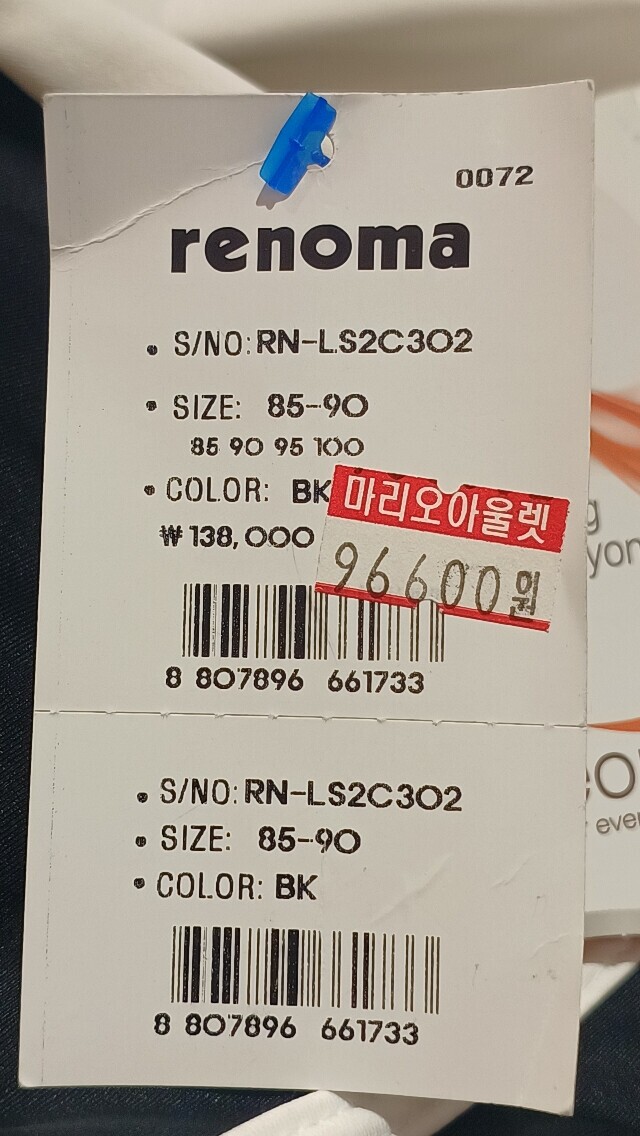 0072
renoma
• S/NO: RN-LS2C302
• SIZE: 85-90
85 90 95 100
• COLOR: BK
마리오아울렛
₩138,000
96600원
8 807896 661733
• S/NO: RN-LS2C302
• SIZE: 85-90
• COLOR: BK
8 807896 661733